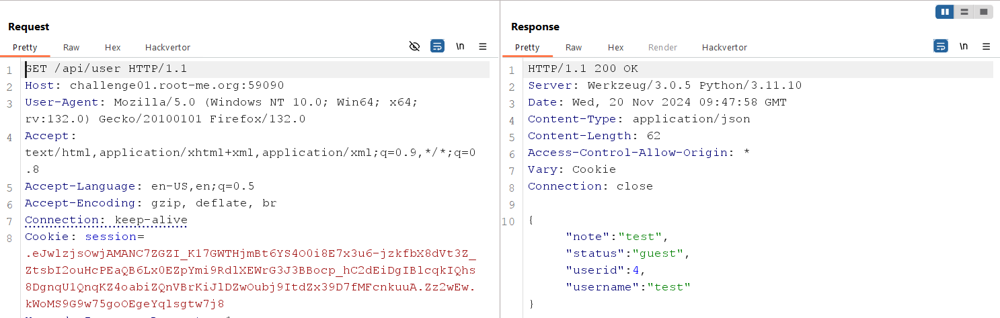 Request
Pretty Raw Hex Hackvertor \n
1 GET /api/user HTTP/1.1
2 Host: challenge01.root-me.org:59090
3 User-Agent: Mozilla/5.0 (Windows NT 10.0; Win64; x64;
rv:132.0) Gecko/20100101 Firefox/132.0
4 Accept:
text/html,application/xhtml+xml,application/xml;q=0.9,*/*;q=0
.8
5 Accept-Language: en-US,en;q=0.5
6 Accept-Encoding: gzip, deflate, br
7 Connection: keep-alive
8 Cookie: session=
.eJwlzjsOwjAMANC7ZGZI_K17GWTHjmBt6YS4O0i8E7x3u6-jzkfbX8dVt3Z_
ZtsbI2ouHcPEaQB6Lx0EZpYmi9RdlXEWrG3J3BBocp_hC2dEiDgIBlcqkIQhs
8DgnqU1QnqKZ4oabiZQnVBrKiJlDZwOubj9ItdZx39D7fMFcnkuuA.Zz2wEw.
kWoMS9G9w75goOEgeYqlsgtw7j8
Response
Pretty Raw Hex Render Hackvertor \n
1 HTTP/1.1 200 OK
2 Server: Werkzeug/3.0.5 Python/3.11.10
3 Date: Wed, 20 Nov 2024 09:47:58 GMT
4 Content-Type: application/json
5 Content-Length: 62
6 Access-Control-Allow-Origin: *
7 Vary: Cookie
8 Connection: close
9
10 {
"note":"test",
"status":"guest",
"userid":4,
"username":"test"
}